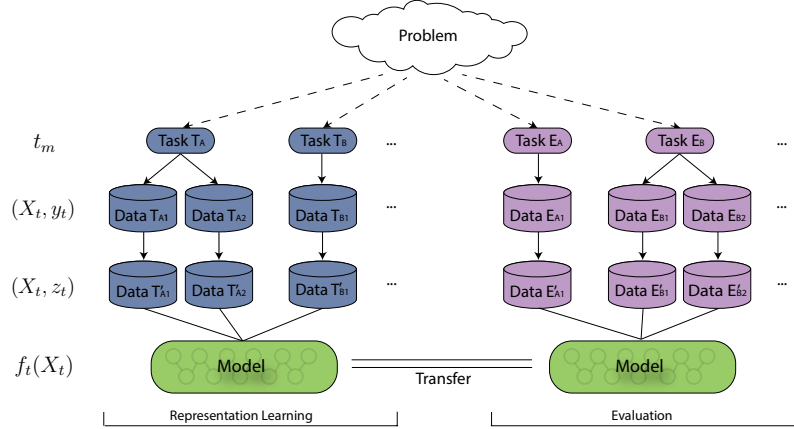 Problem
t_m Task T_A Task T_B ... Task E_A Task E_B ...
(X_t, y_t) Data T_A1 Data T_A2 Data T_B1 ... Data E_A1 Data E_B1 Data E_B2 ...
(X_t, z_t) Data T'_A1 Data T'_A2 Data T'_B1 ... Data E'_A1 Data E'_B1 Data E'_B2 ...
f_t(X_t) Model Model
Transfer
Representation Learning Evaluation